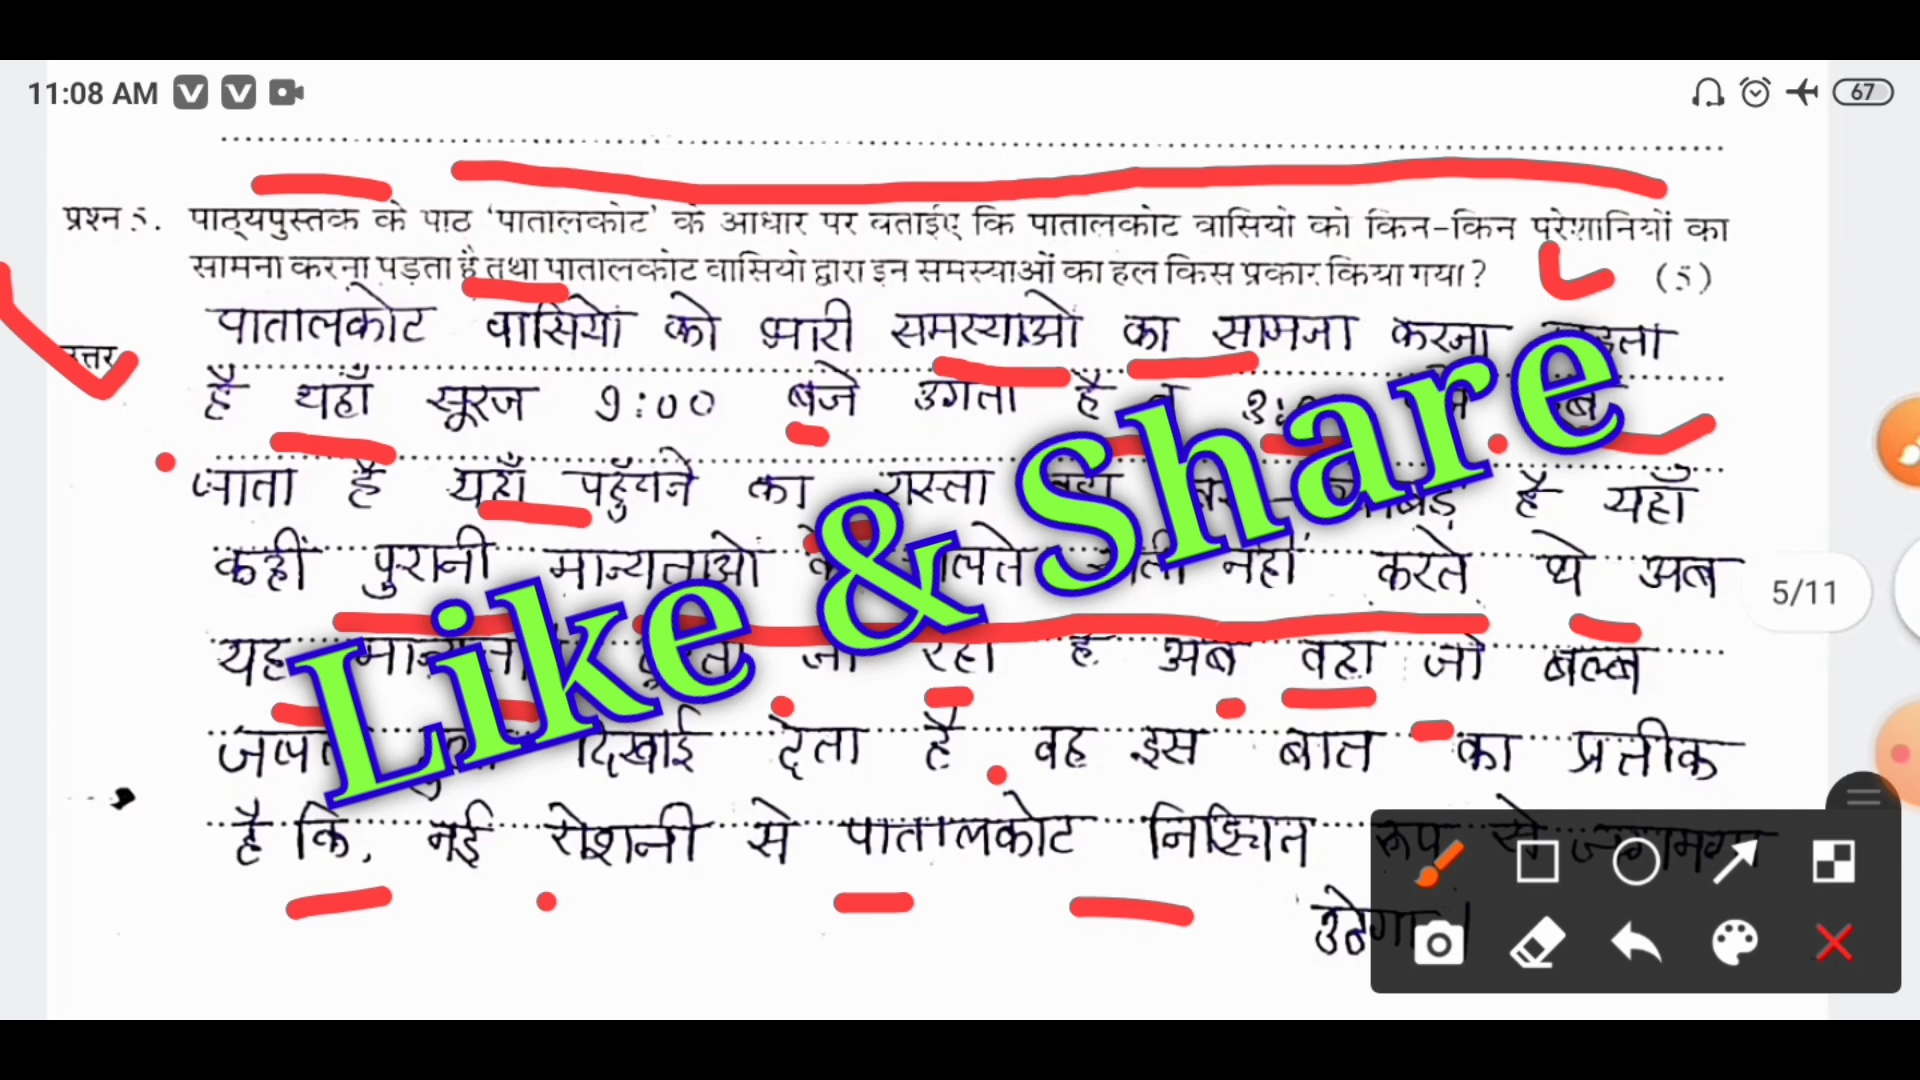 11:08 AM
67
प्रश्न 5. पाठ्यपुस्तक के पाठ 'पातालकोट' के आधार पर बताईए कि पातालकोट वासियों को किन-किन परेशानियों का
सामना करना पड़ता है तथा पातालकोट वासियों द्वारा इन समस्याओं का हल किस प्रकार किया गया? (5)
पातालकोट वासियों को भारी समस्याओ का सामना करना
उत्तर
है यहाँ सूरज 9:00 बजे उगता है
जाता है यहाँ पहुँचने का रास्ता है यहाँ
कहीं पुरानी मान्यताओ नहीं करते थे अब
5/11
यह जा रहा है अब वहा जो बल्ब
दिखाई देता है वह इस बात का प्रतीक
है कि, नई रोशनी से पातालकोट निश्चित रूप से जगमगा
उठेगा।
Like & Share